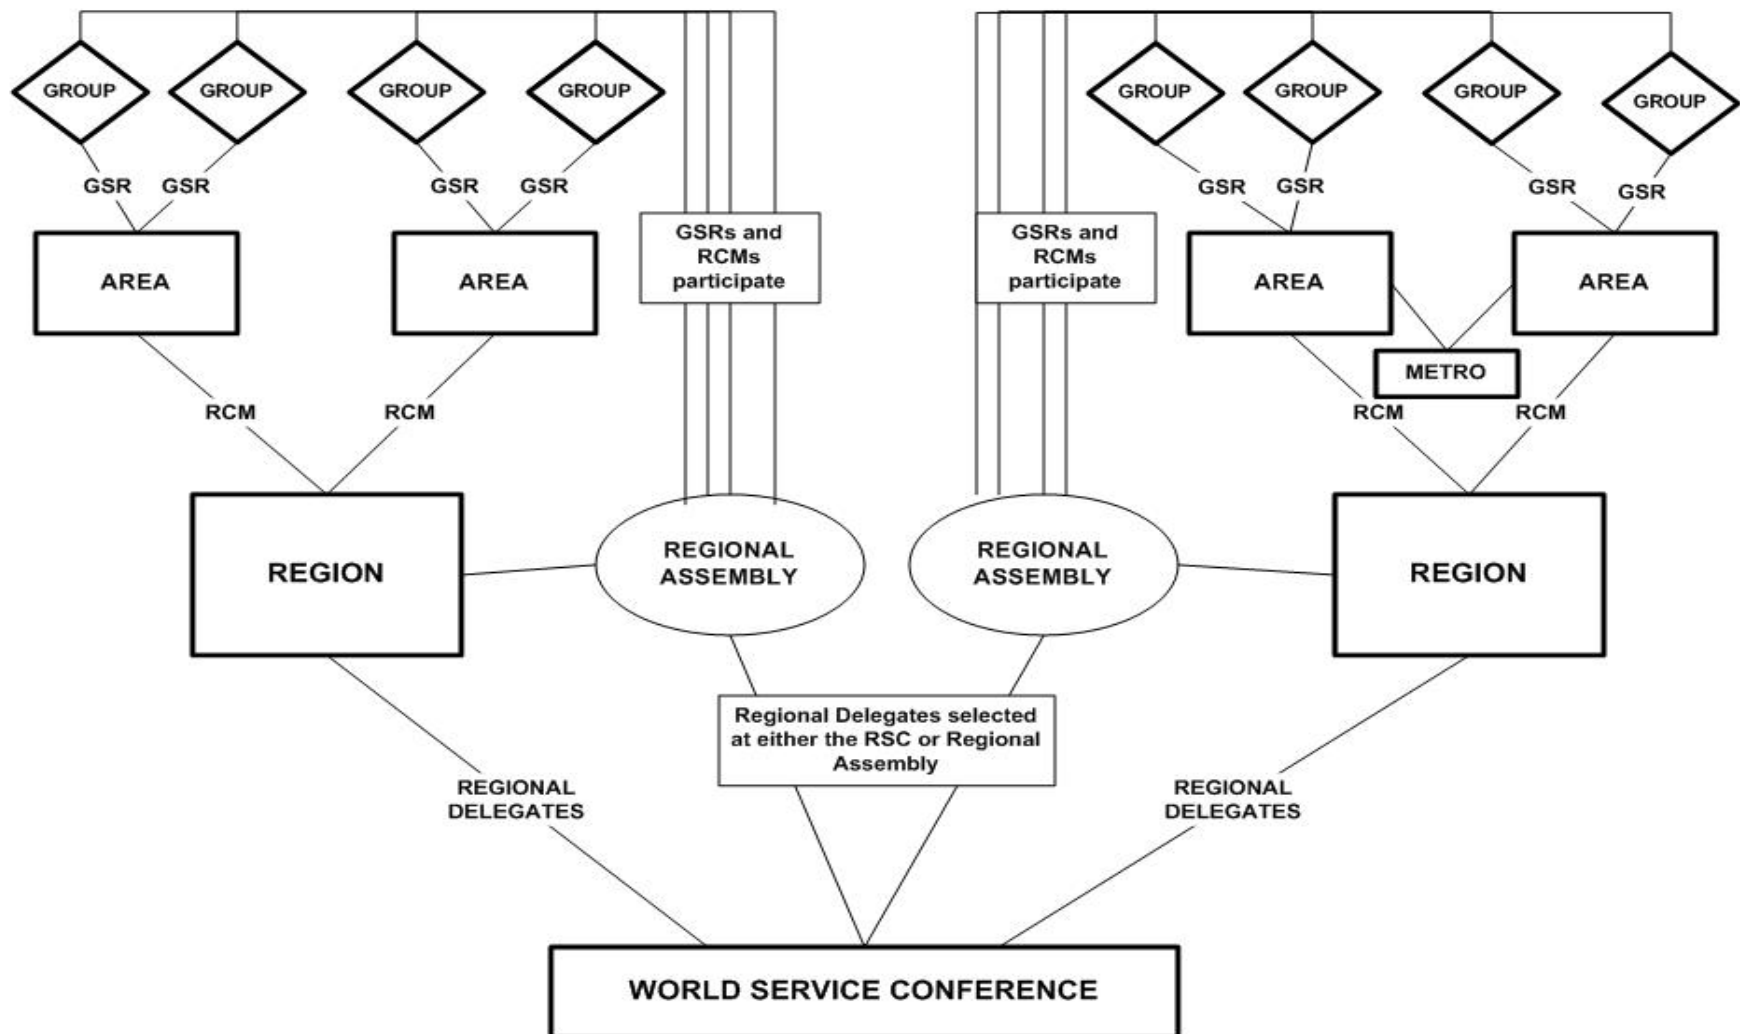 GROUP
GROUP
GROUP
GROUP
GROUP
GROUP
GROUP
GROUP
GSR
GSR
GSR
GSR
GSR
GSR
GSR
GSR
GSRs and
RCMs
participate
GSRs and
RCMs
participate
AREA
AREA
AREA
AREA
METRO
RCM
RCM
RCM
RCM
REGION
REGIONAL
ASSEMBLY
REGIONAL
ASSEMBLY
REGION
Regional Delegates selected
at either the RSC or Regional
Assembly
REGIONAL
DELEGATES
REGIONAL
DELEGATES
WORLD SERVICE CONFERENCE